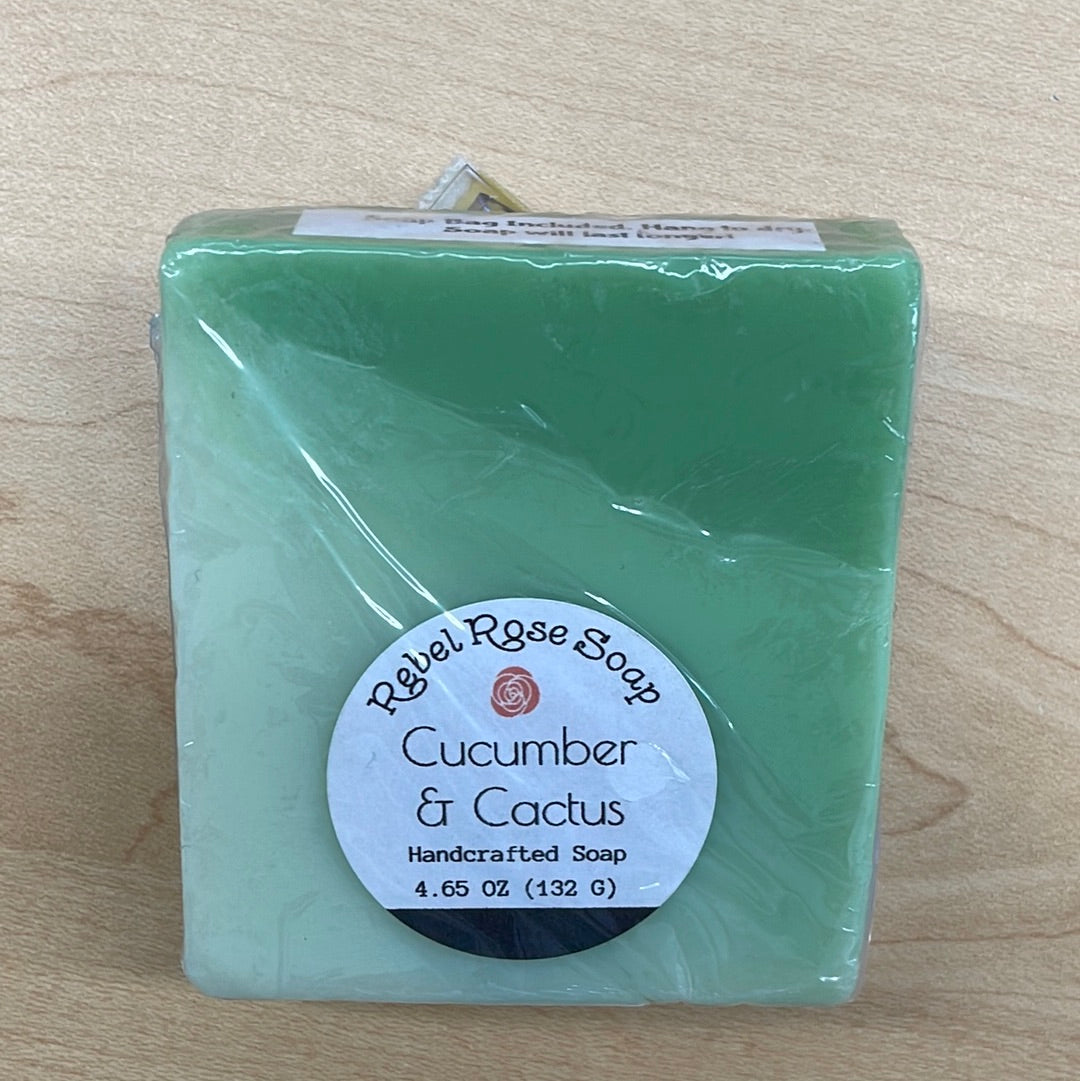 Soap Bag Included. Hang to dry.
Soap will last longer!
Rebel Rose Soap
Cucumber
& Cactus
Handcrafted Soap
4.65 OZ (132 G)